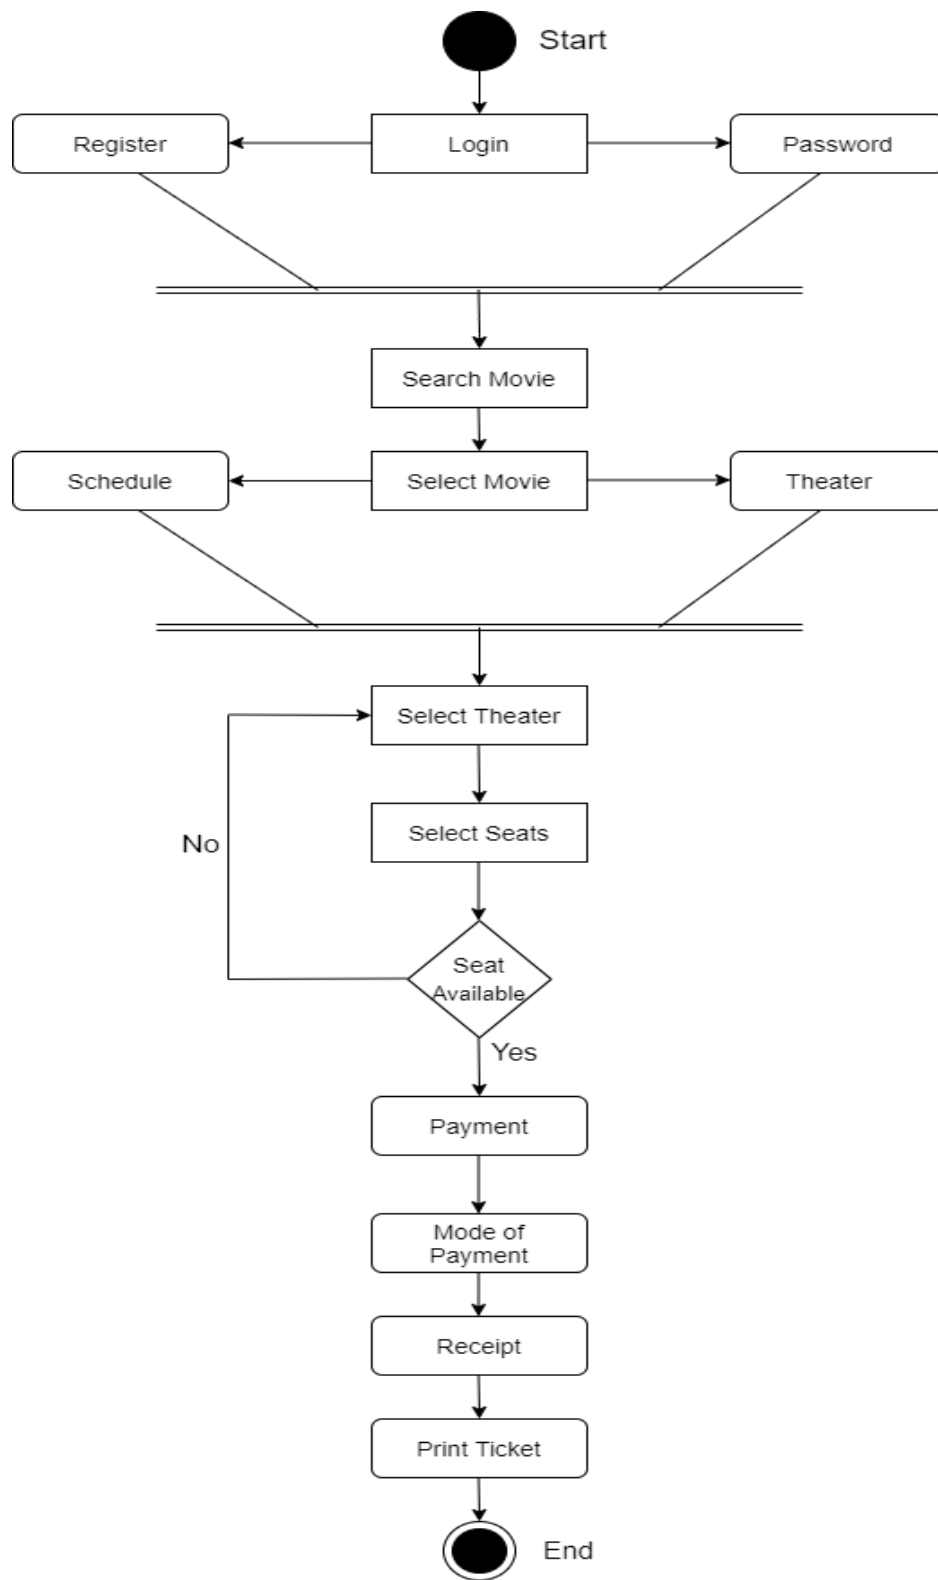 Start
Register
Login
Password
Search Movie
Schedule
Select Movie
Theater
Select Theater
No
Select Seats
Seat
Available
Yes
Payment
Mode of
Payment
Receipt
Print Ticket
End